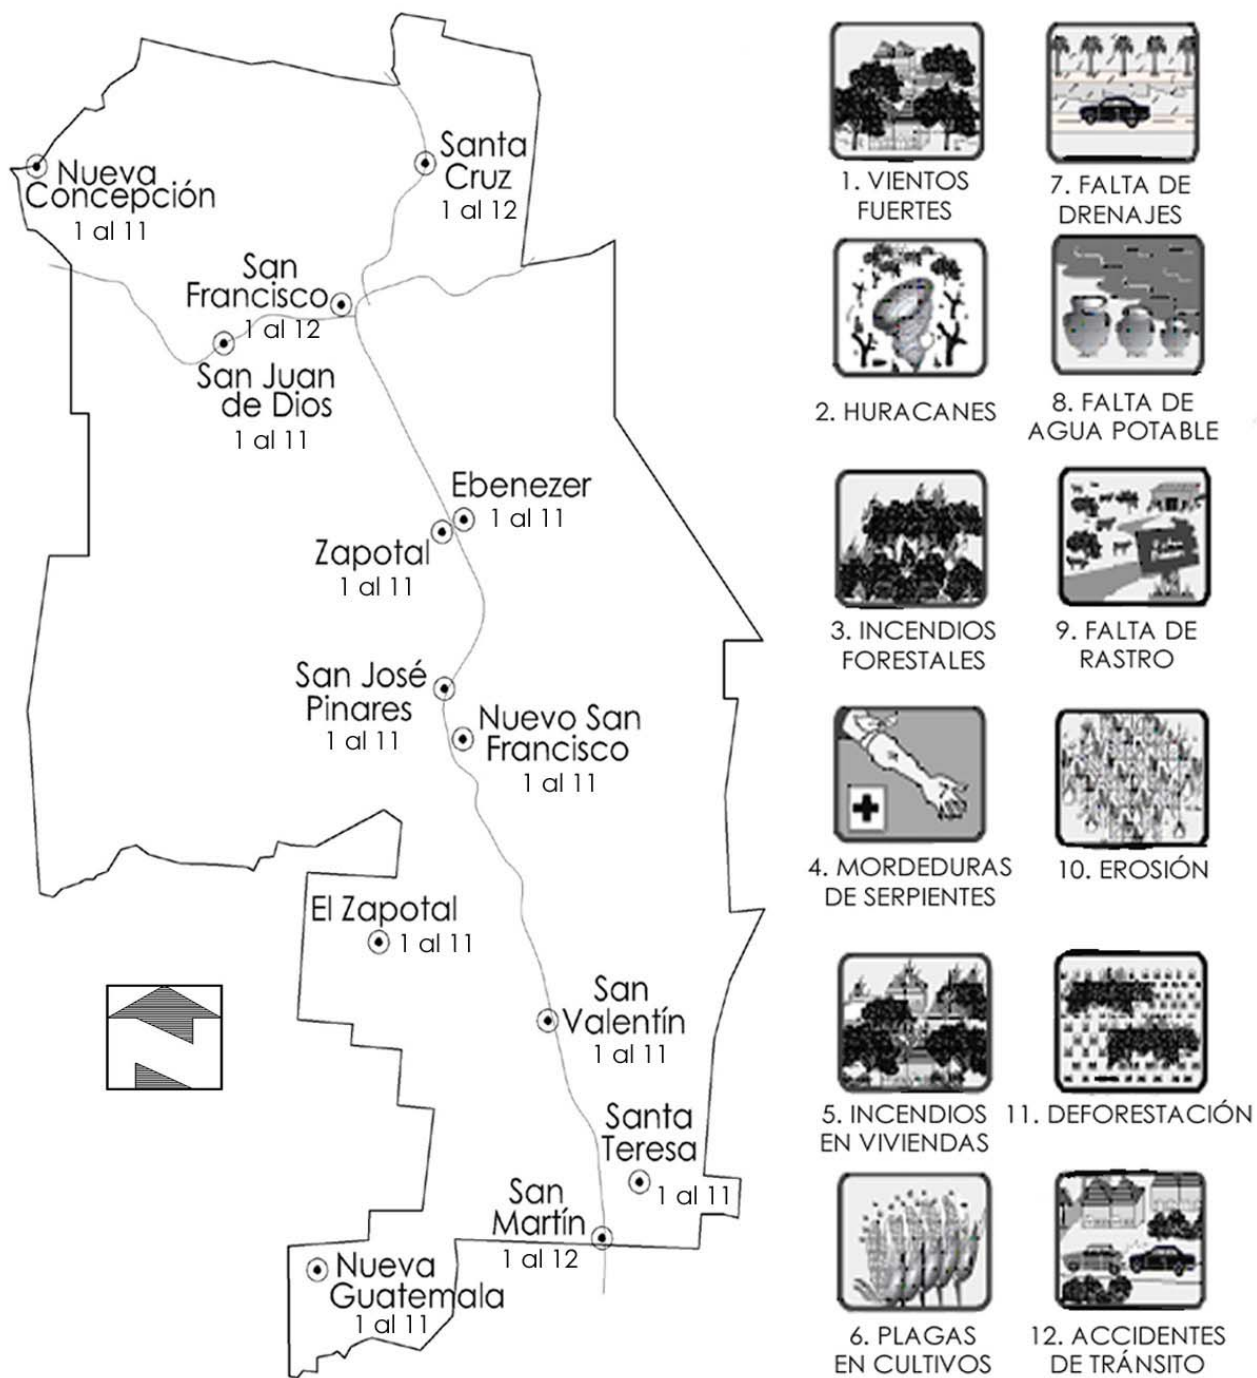 Nueva
Concepción
1 al 11
Santa
Cruz
1 al 12
San
Francisco
1 al 12
San Juan
de Dios
1 al 11
Ebenezer
1 al 11
Zapotal
1 al 11
San José
Pinares
1 al 11
Nuevo San
Francisco
1 al 11
El Zapotal
1 al 11
San
Valentín
1 al 11
Santa
Teresa
1 al 11
San
Martín
1 al 12
Nueva
Guatemala
1 al 11
1. VIENTOS
FUERTES
7. FALTA DE
DRENAJES
2. HURACANES
8. FALTA DE
AGUA POTABLE
3. INCENDIOS
FORESTALES
9. FALTA DE
RASTRO
4. MORDEDURAS
DE SERPIENTES
10. EROSIÓN
5. INCENDIOS
EN VIVIENDAS
11. DEFORESTACIÓN
6. PLAGAS
EN CULTIVOS
12. ACCIDENTES
DE TRÁNSITO